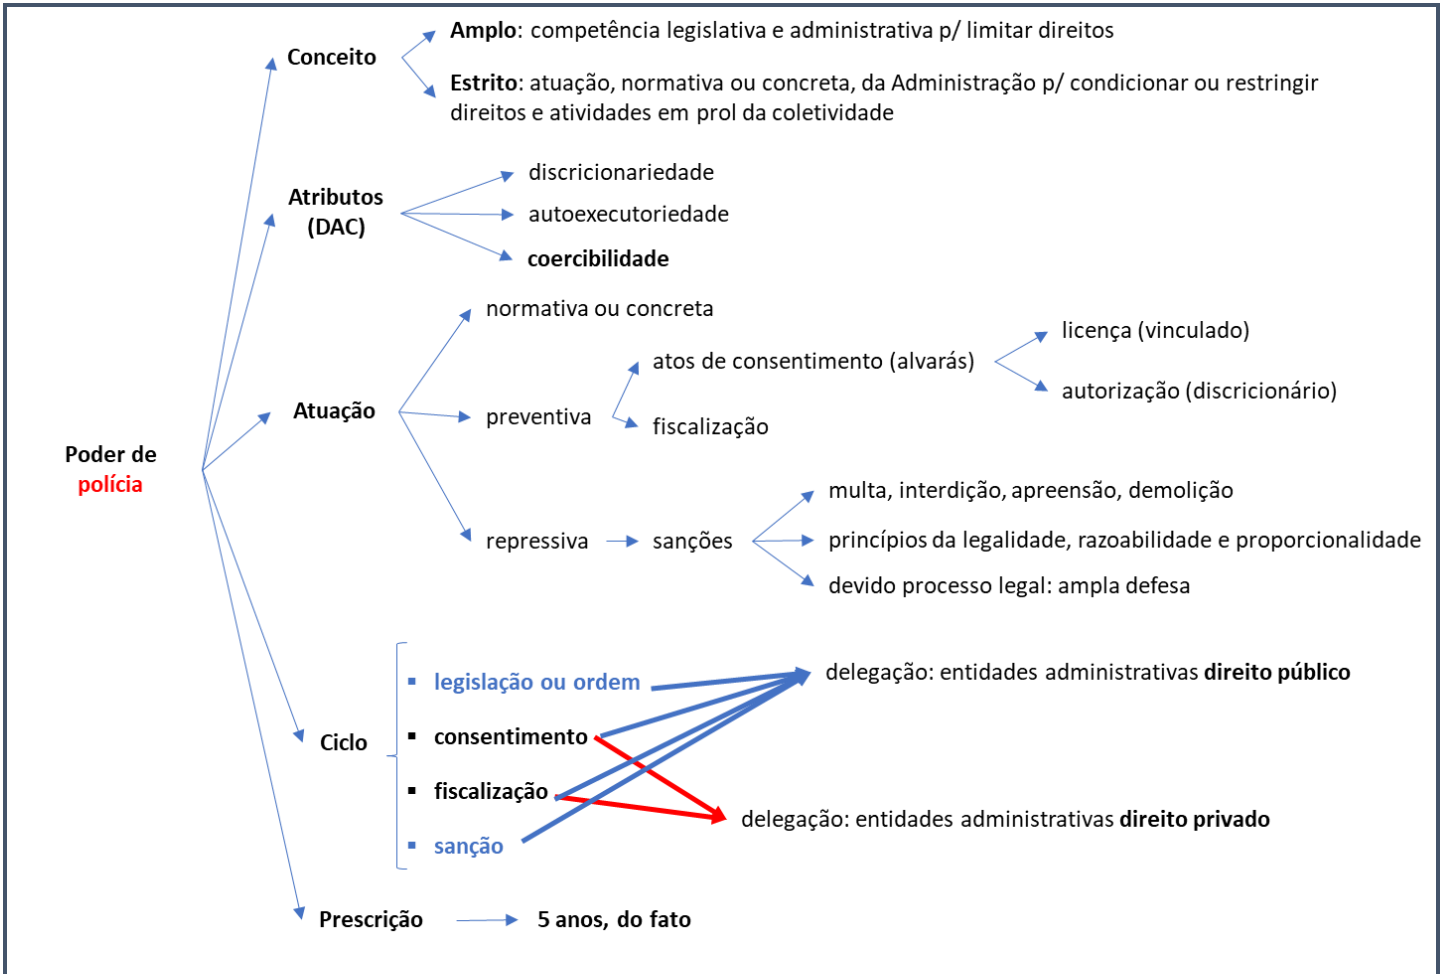 Poder de
polícia
Conceito
Amplo: competência legislativa e administrativa p/ limitar direitos
Estrito: atuação, normativa ou concreta, da Administração p/ condicionar ou restringir
direitos e atividades em prol da coletividade
Atributos
(DAC)
discricionariedade
autoexecutoriedade
coercibilidade
Atuação
normativa ou concreta
preventiva
atos de consentimento (alvarás)
licença (vinculado)
autorização (discricionário)
fiscalização
repressiva
sanções
multa, interdição, apreensão, demolição
princípios da legalidade, razoabilidade e proporcionalidade
devido processo legal: ampla defesa
Ciclo
▪ legislação ou ordem
▪ consentimento
▪ fiscalização
▪ sanção
delegação: entidades administrativas direito público
delegação: entidades administrativas direito privado
Prescrição
5 anos, do fato